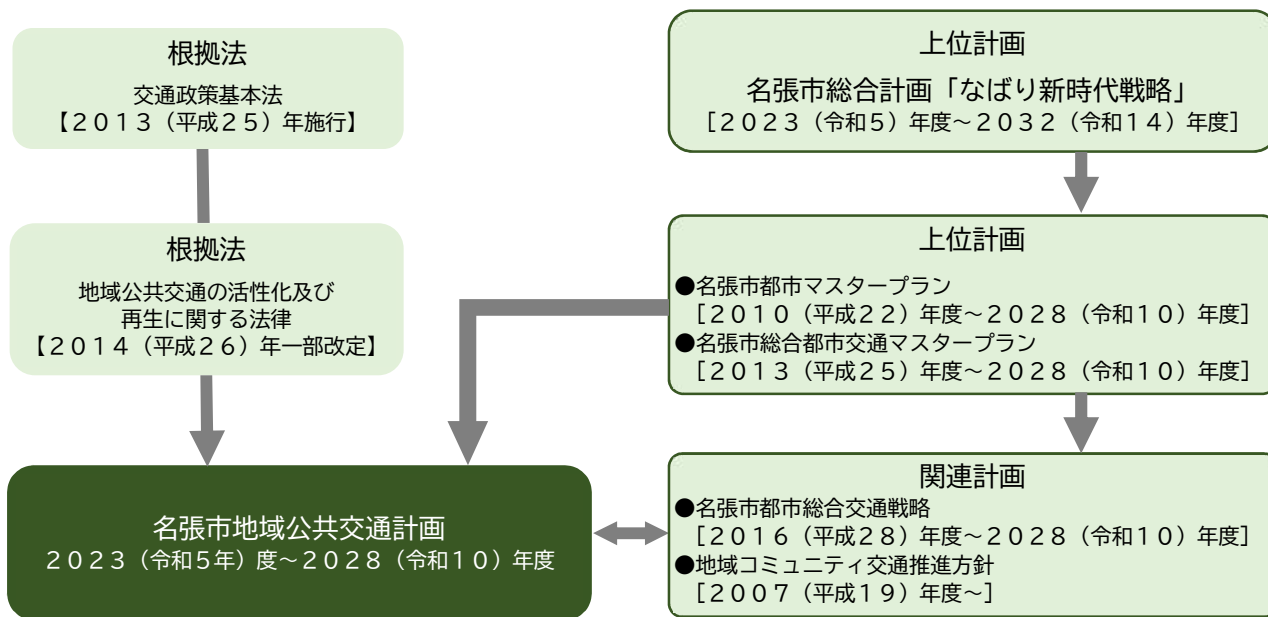 根拠法
交通政策基本法
【２０１３（平成２５）年施行】
根拠法
地域公共交通の活性化及び
再生に関する法律
【２０１４（平成２６）年一部改定】
名張市地域公共交通計画
２０２３（令和５年）度～２０２８（令和１０）年度
上位計画
名張市総合計画「なばり新時代戦略」
［２０２３（令和５）年度～２０３２（令和１４）年度］
上位計画
●名張市都市マスタープラン
［２０１０（平成２２）年度～２０２８（令和１０）年度］
●名張市総合都市交通マスタープラン
［２０１３（平成２５）年度～２０２８（令和１０）年度］
関連計画
●名張市都市総合交通戦略
［２０１６（平成２８）年度～２０２８（令和１０）年度］
●地域コミュニティ交通推進方針
［２００７（平成１９）年度～］